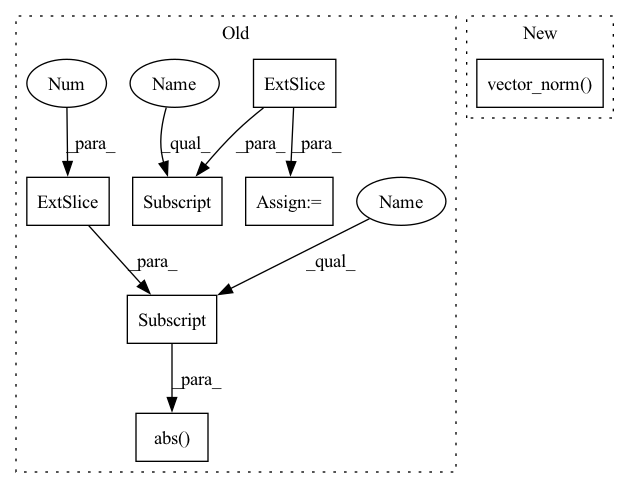 Old
New
Num
Name
ExtSlice
vector_norm()
_para_
_qual_
_para_
_para_
ExtSlice
Subscript
Assign:=
Name
_para_
_qual_
Subscript
_para_
abs()